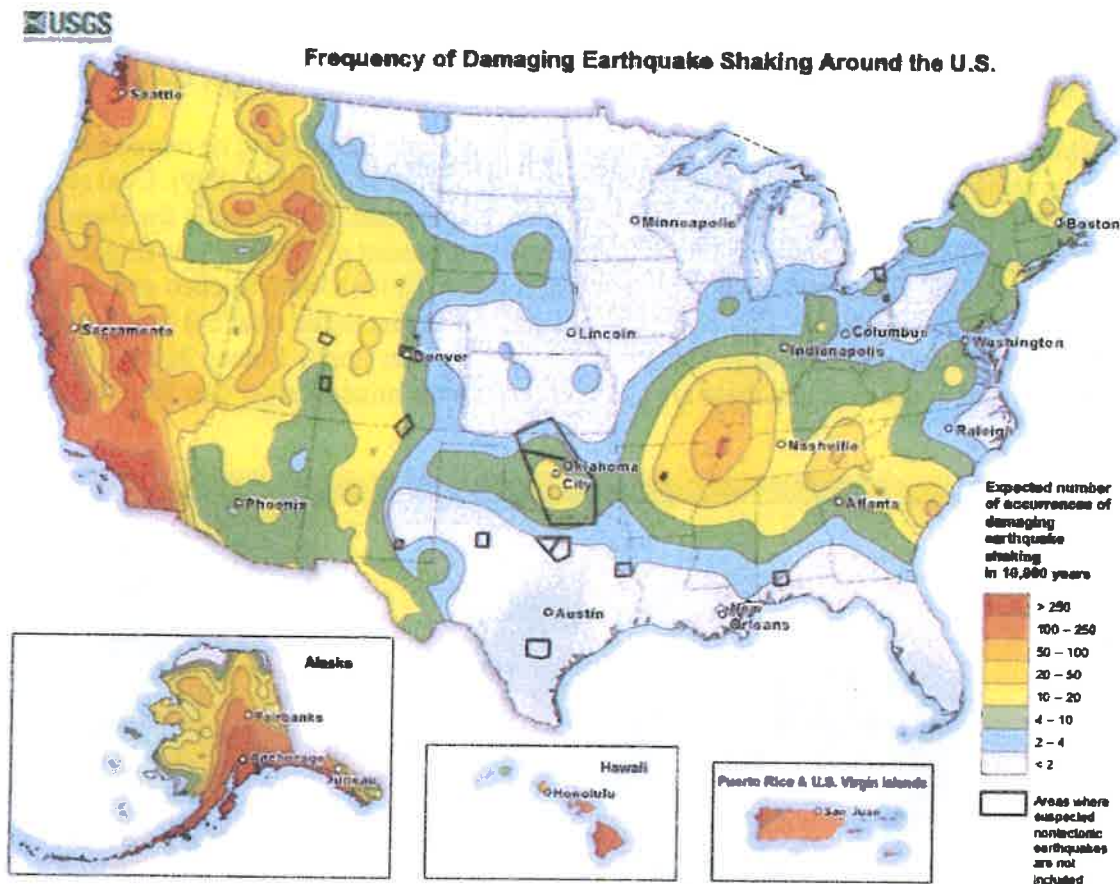 USGS
Frequency of Damaging Earthquake Shaking Around the U.S.
Seattle
Minneapolis
Boston
Sacramento
Lincoln
Columbus
Denver
Indianapolis
Washington
Nashville
Raleigh
Oklahoma
City
Phoenix
Atlanta
Austin
New
Orleans
Expected number
of occurrences of
damaging
earthquake
shaking
in 10,000 years
> 250
100 – 250
50 – 100
20 – 50
10 – 20
4 – 10
2 – 4
< 2
Areas where
suspected
nontectonic
earthquakes
are not
included
Alaska
Fairbanks
Anchorage
Juneau
Hawaii
Honolulu
Puerto Rico & U.S. Virgin Islands
San Juan